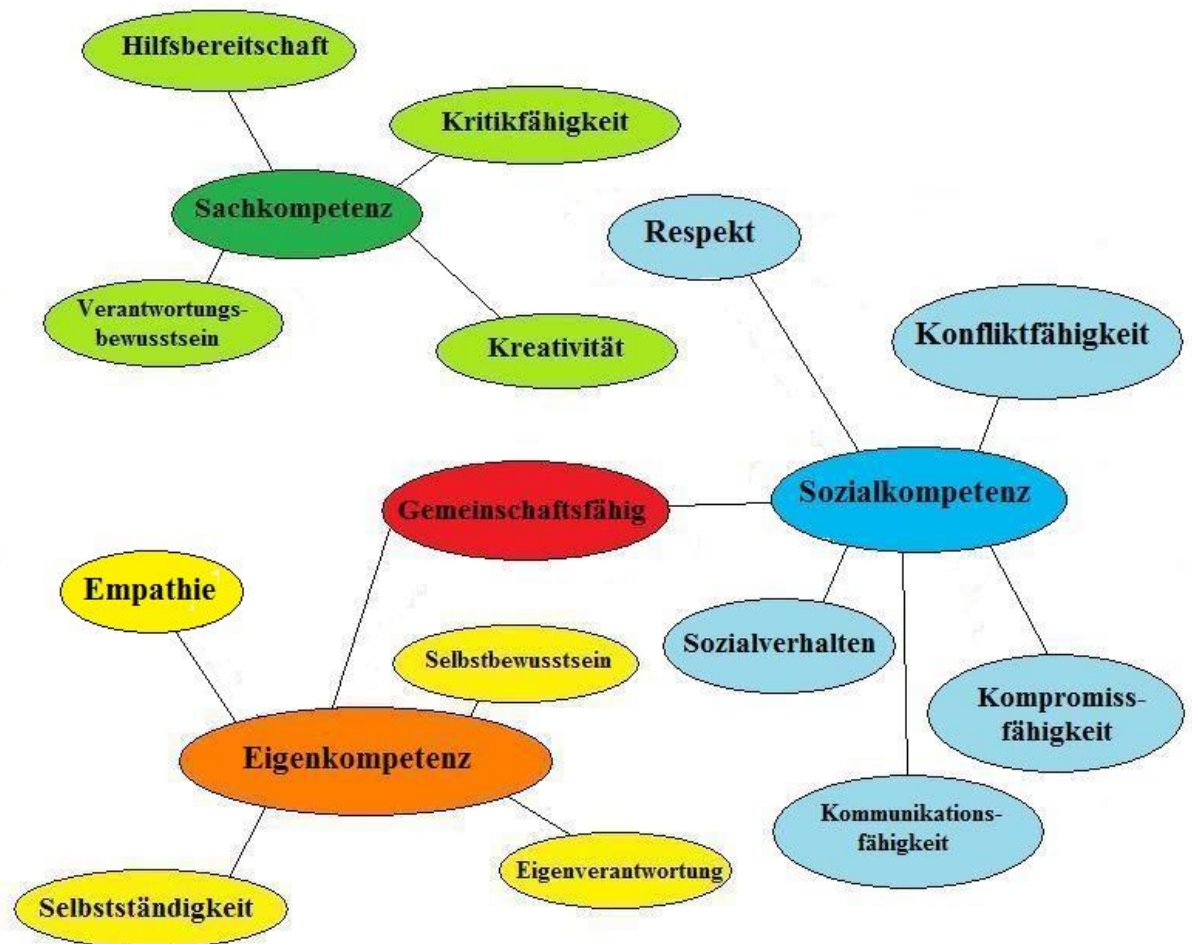 Hilfsbereitschaft
Kritikfähigkeit
Sachkompetenz
Verantwortungs-
bewusstsein
Kreativität
Respekt
Konfliktfähigkeit
Gemeinschaftsfähig
Sozialkompetenz
Empathie
Selbstbewusstsein
Sozialverhalten
Kompromiss-
fähigkeit
Eigenkompetenz
Kommunikations-
fähigkeit
Eigenverantwortung
Selbstständigkeit